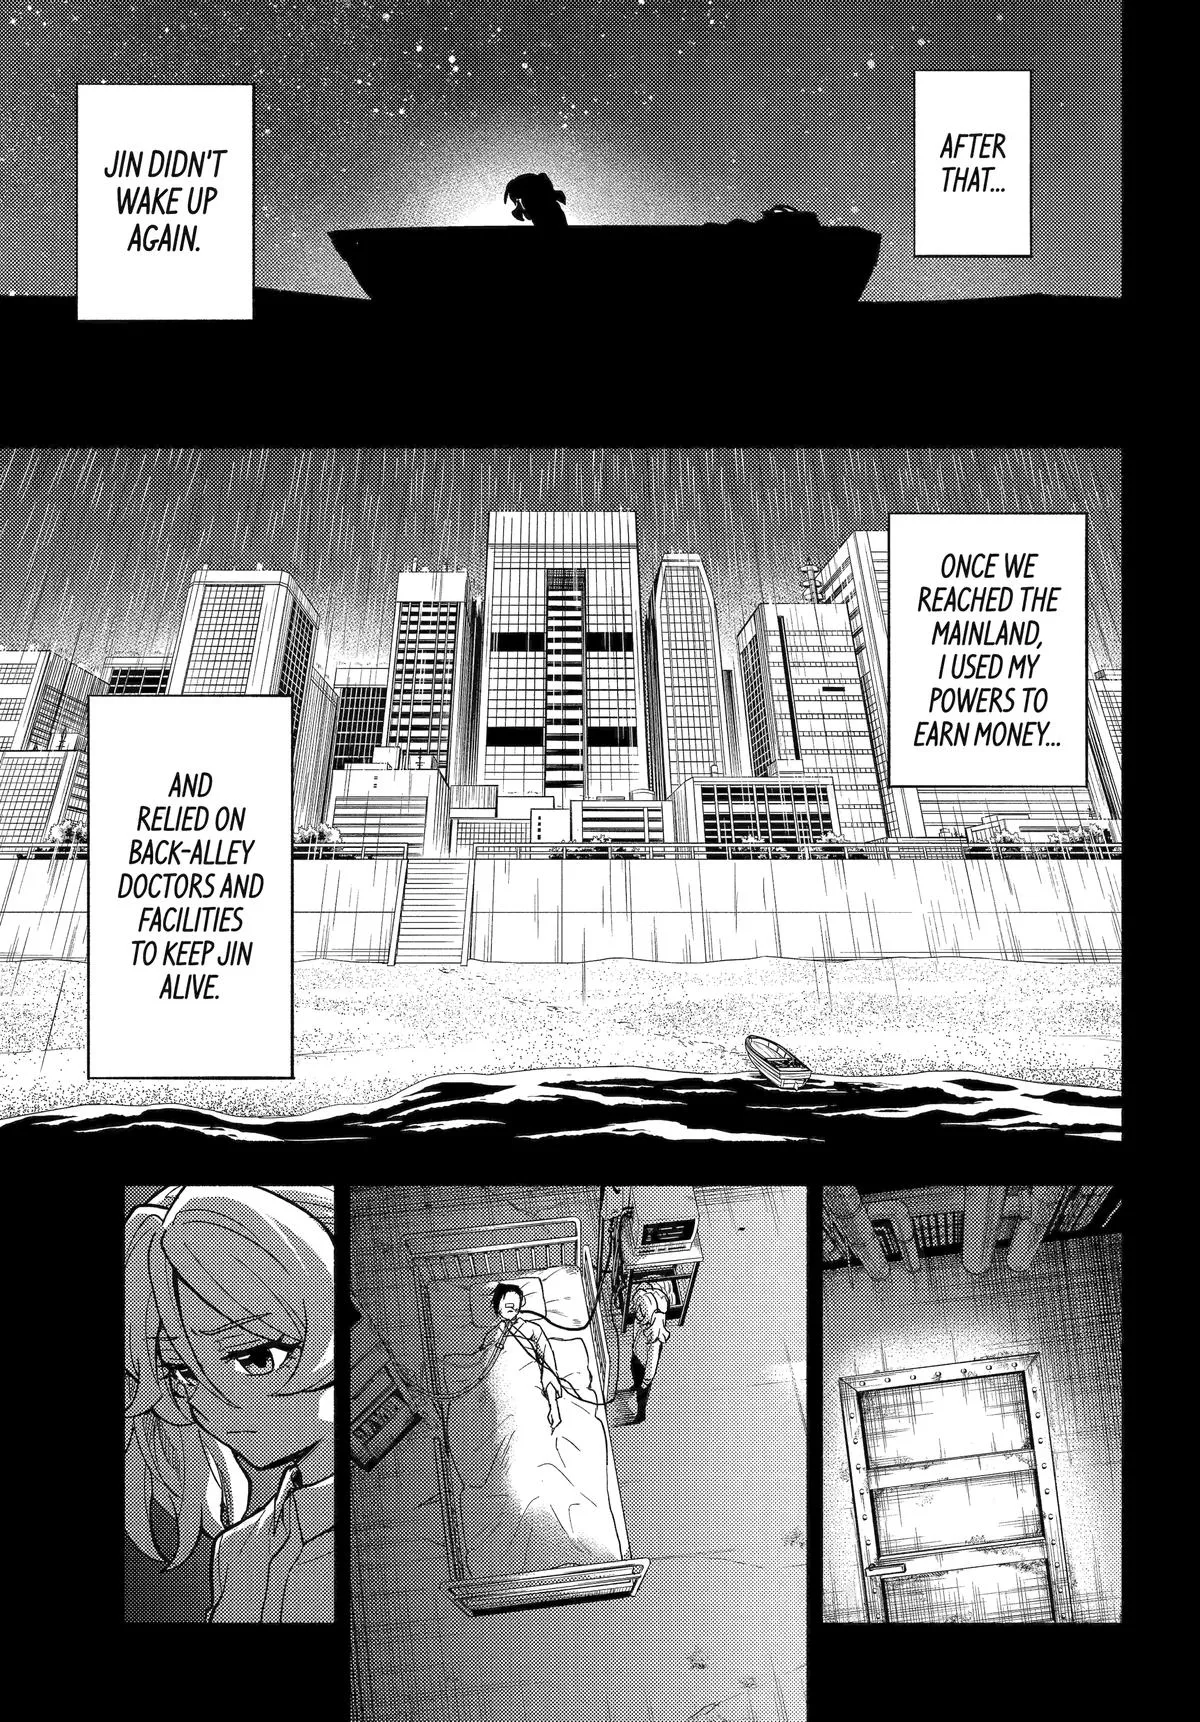 AFTER
THAT...
JIN DIDN'T
WAKE UP
AGAIN.
ONCE WE
REACHED THE
MAINLAND,
I USED MY
POWERS TO
EARN MONEY...
AND
RELIED ON
BACK-ALLEY
DOCTORS AND
FACILITIES
TO KEEP JIN
ALIVE.